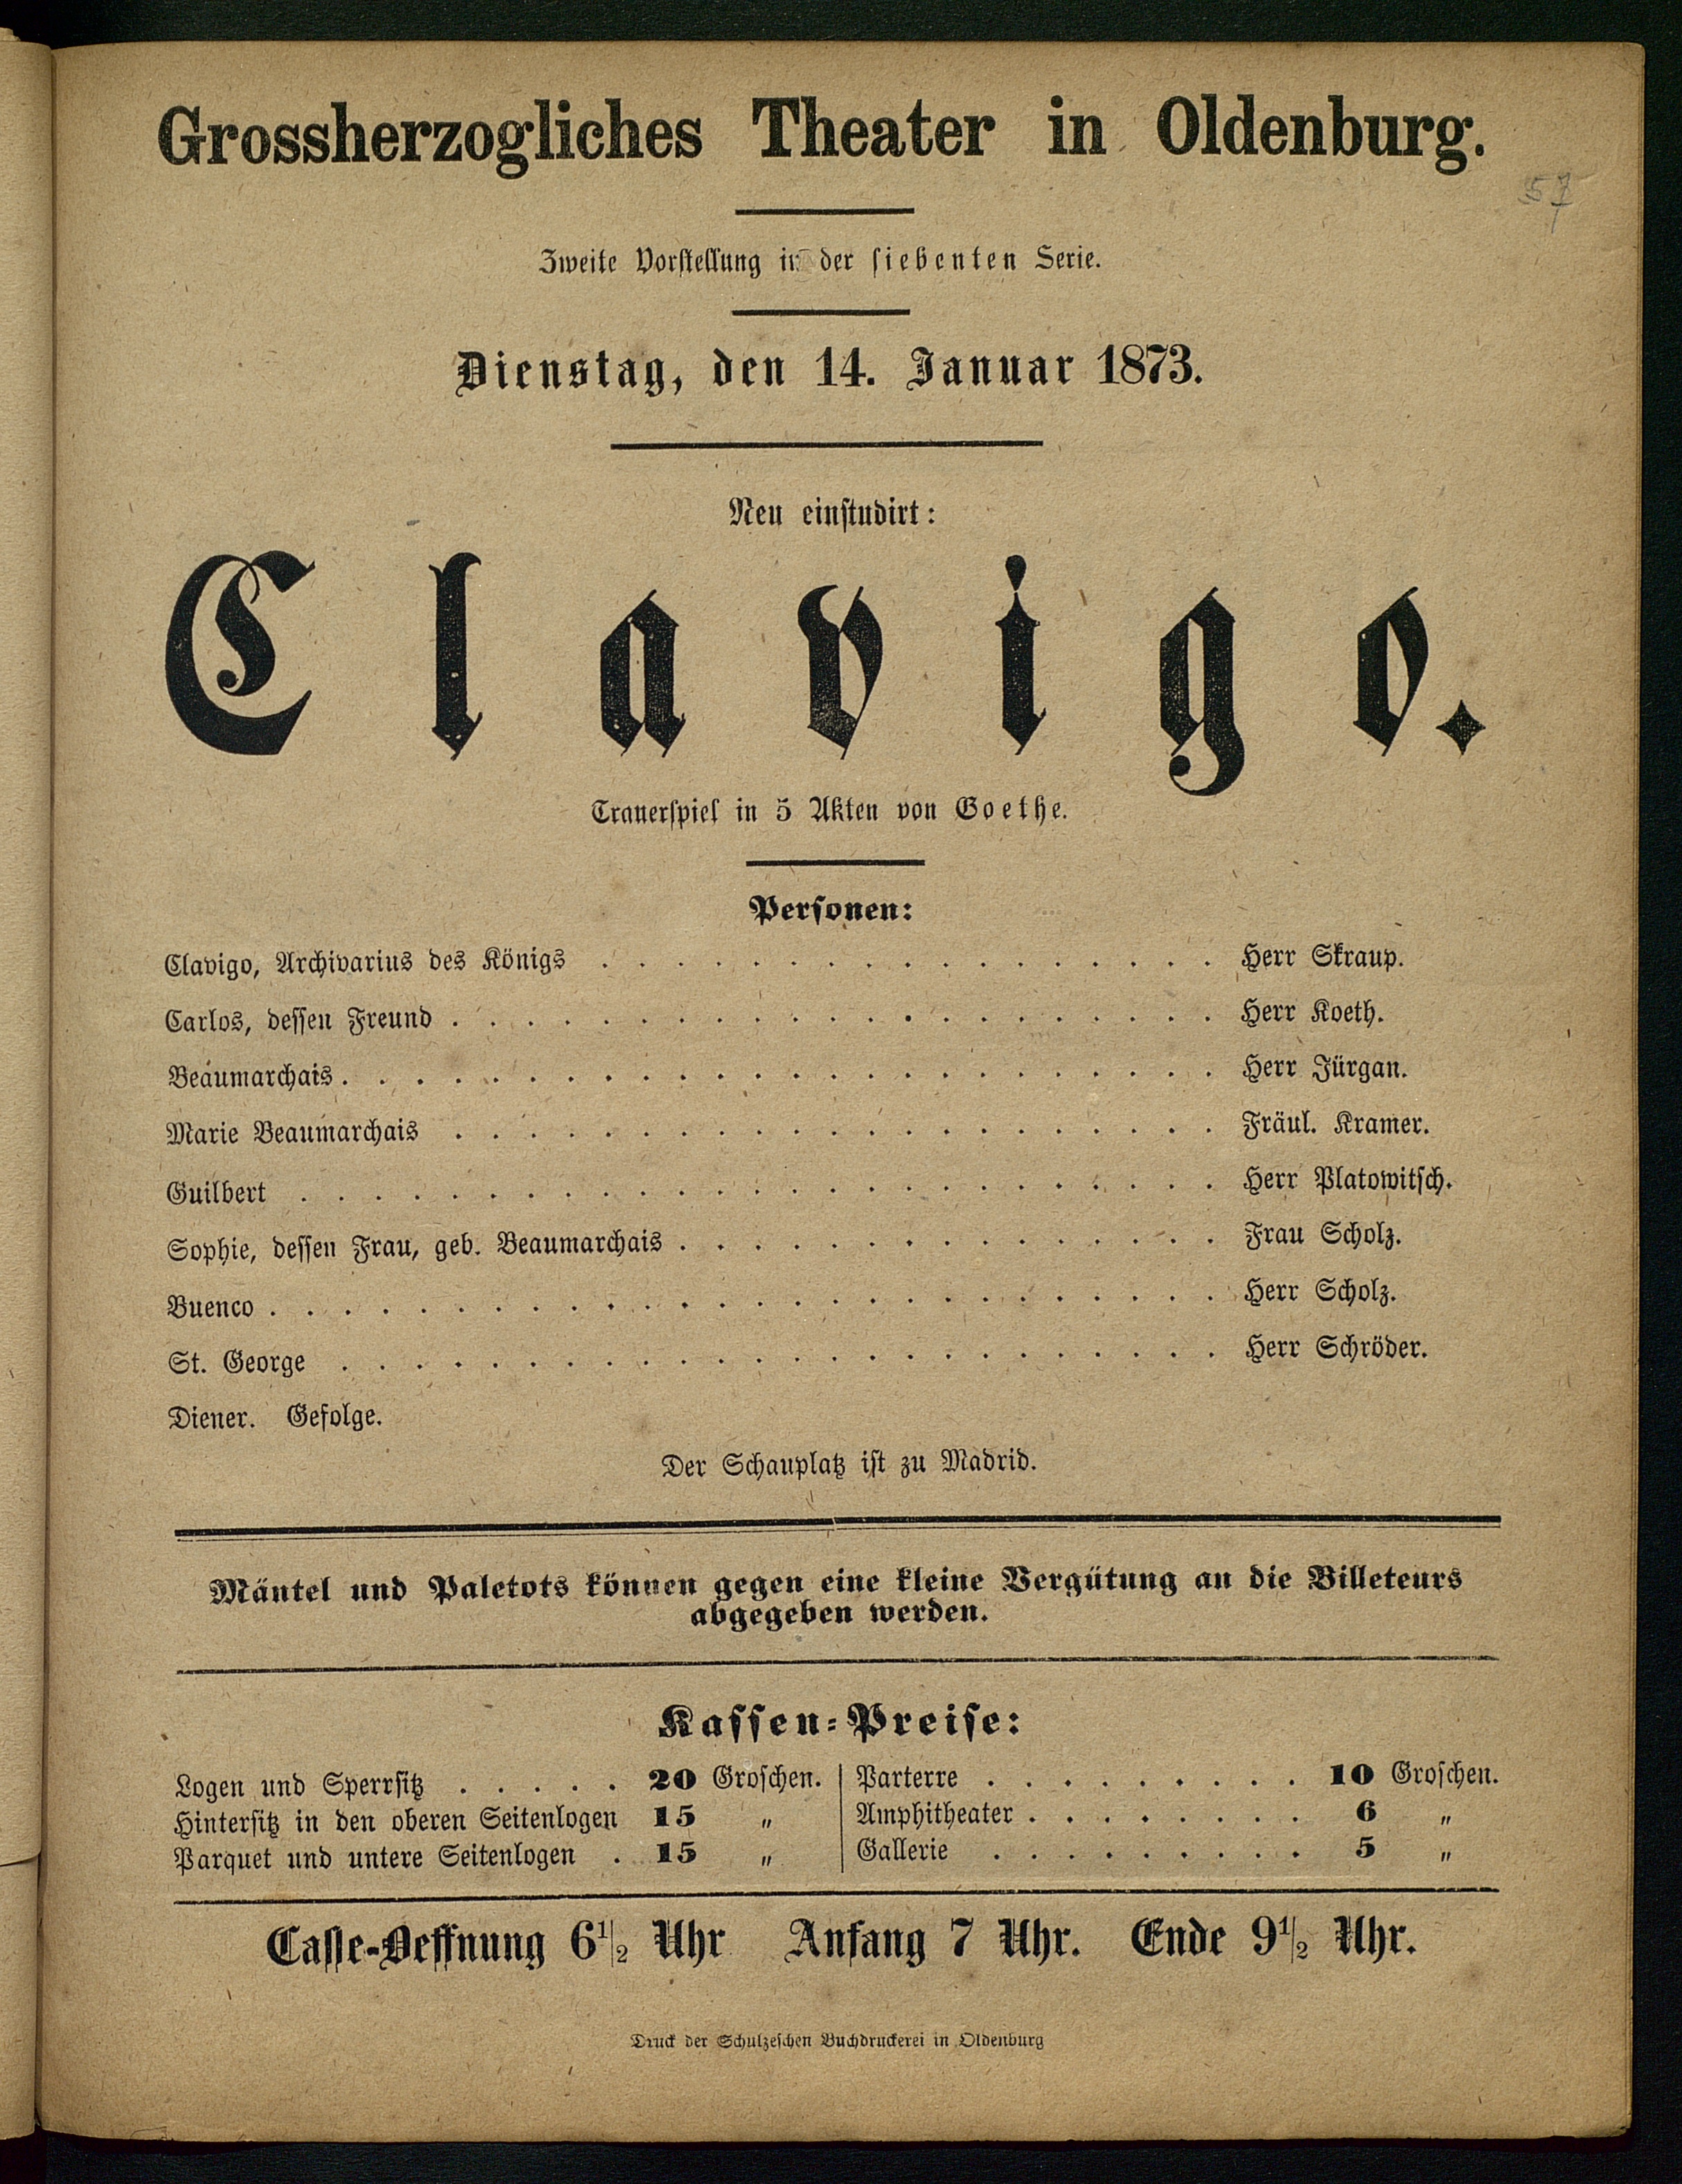 Grossherzogliches Theater in Oldenburg.
57
Zweite Vorstellung in der siebenten Serie.
Dienstag, den 14. Januar 1873.
Neu einstudirt:
Clavigo.
Trauerspiel in 5 Akten von Goethe.
Personen:
Clavigo, Archivarius des Königs . . . . . . . . . . . . . . . . . Herr Skraup.
Carlos, dessen Freund . . . . . . . . . . . . . . . . . . . . . Herr Koeth.
Beaumarchais . . . . . . . . . . . . . . . . . . . . . . . . Herr Jürgan.
Marie Beaumarchais . . . . . . . . . . . . . . . . . . . . . Fräul. Kramer.
Guilbert . . . . . . . . . . . . . . . . . . . . . . . . . Herr Platowitsch.
Sophie, dessen Frau, geb. Beaumarchais . . . . . . . . . . . . . . . Frau Scholz.
Buenco . . . . . . . . . . . . . . . . . . . . . . . . . . Herr Scholz.
St. George . . . . . . . . . . . . . . . . . . . . . . . . Herr Schröder.
Diener. Gefolge.
Der Schauplatz ist zu Madrid.
Mäntel und Paletots können gegen eine kleine Vergütung an die Billeteurs
abgegeben werden.
Kassen-Preise:
Logen und Sperrsitz . . . . . 20 Groschen.
Hintersitz in den oberen Seitenlogen 15 „
Parquet und untere Seitenlogen . 15 „
Parterre . . . . . . . . . 10 Groschen.
Amphitheater . . . . . . . . 6 „
Gallerie . . . . . . . . . 5 „
Casse-Oeffnung 6½ Uhr Anfang 7 Uhr. Ende 9½ Uhr.
Druck der Schulzeschen Buchdruckerei in Oldenburg